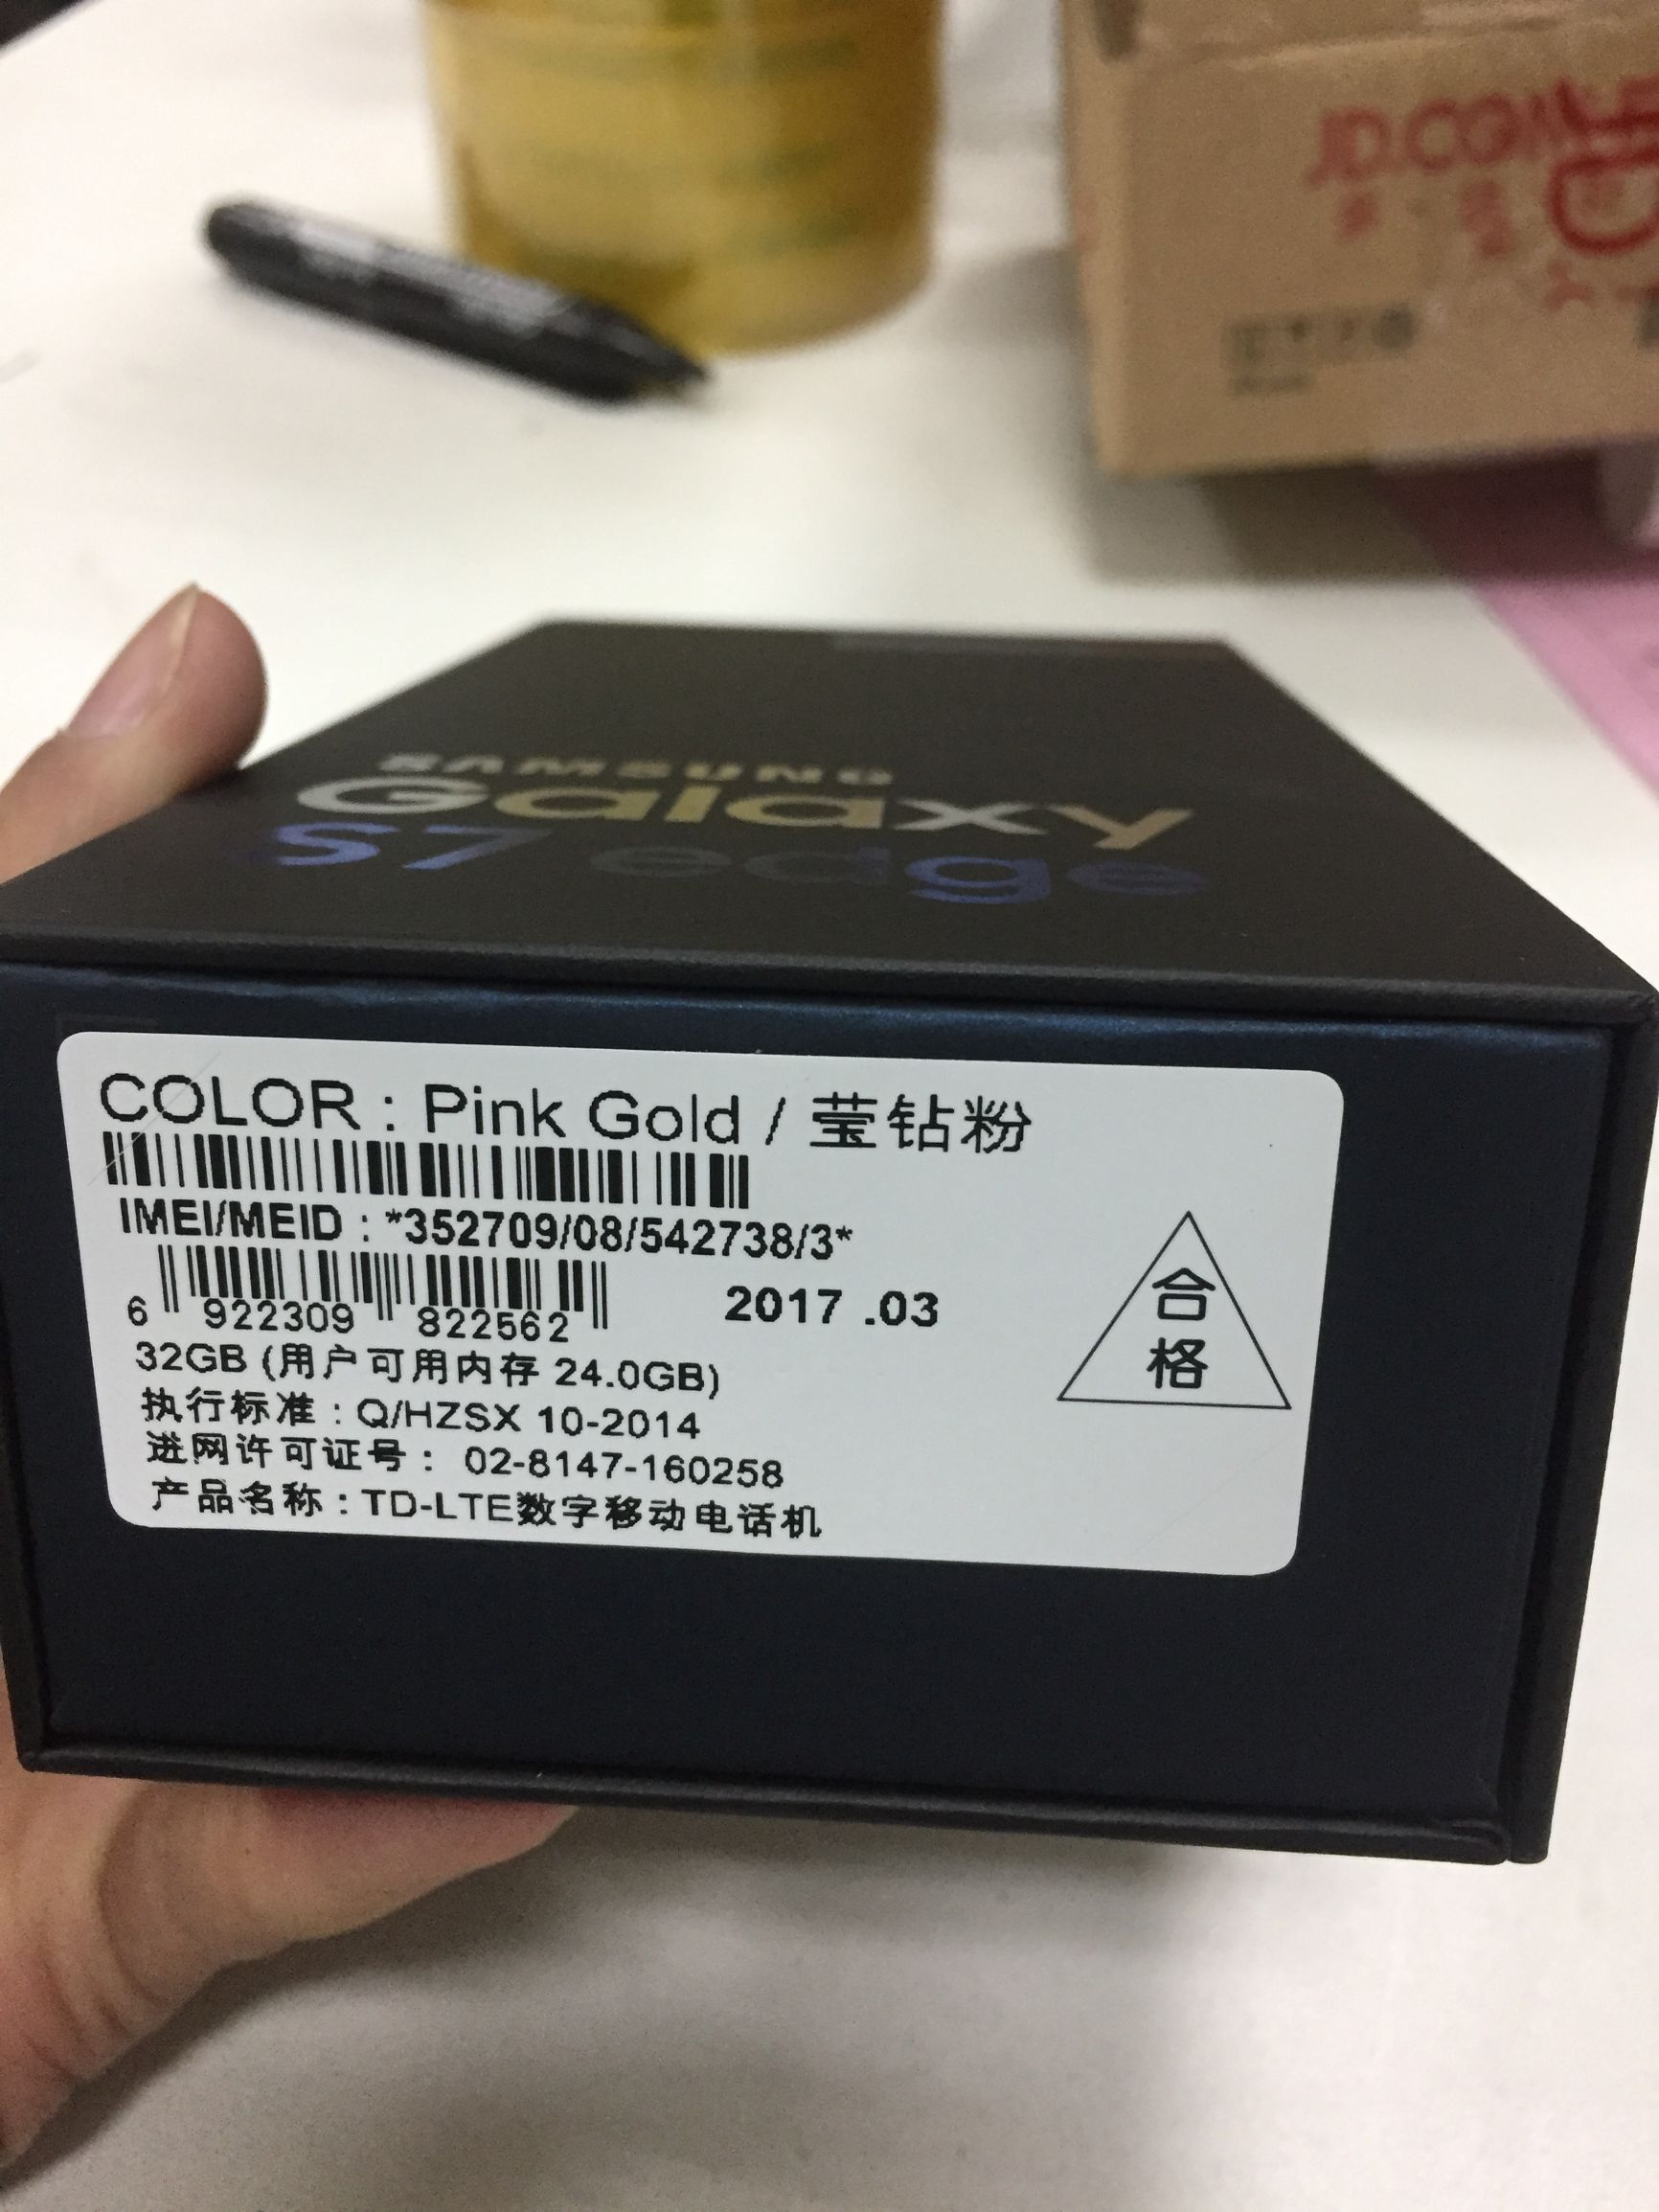 JD.COM
SAMSUNG
Galaxy
S7 edge
COLOR : Pink Gold / 莹钻粉
IMEI/MEID : *352709/08/542738/3*
6 922309 822562
2017 .03
合
格
32GB (用户可用内存 24.0GB)
执行标准 : Q/HZSX 10-2014
进网许可证号 : 02-8147-160258
产品名称 : TD-LTE数字移动电话机